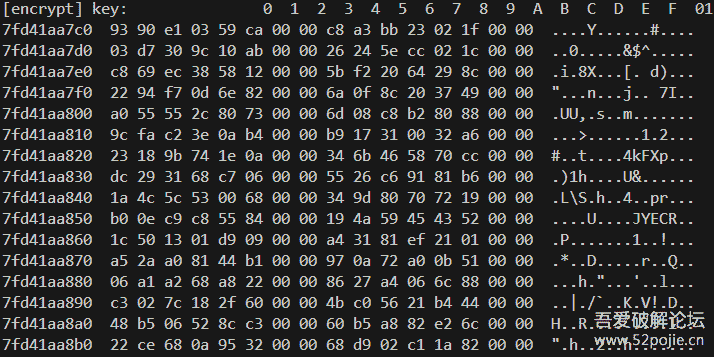 [encrypt] key:             0  1  2  3  4  5  6  7  8  9  A  B  C  D  E  F  01
7fd41aa7c0  93 90 e1 03 59 ca 00 00 c8 a3 bb 23 02 1f 00 00  ....Y......#....
7fd41aa7d0  03 d7 30 9c 10 ab 00 00 26 24 5e cc 02 1c 00 00  ..0.....&$^.....
7fd41aa7e0  c8 69 ec 38 58 12 00 00 5b f2 20 64 29 8c 00 00  .i.8X...[. d)...
7fd41aa7f0  22 94 f7 0d 6e 82 00 00 6a 0f 8c 20 37 49 00 00  "...n...j.. 7I..
7fd41aa800  a0 55 55 2c 80 73 00 00 6d 08 c8 b2 80 88 00 00  .UU,.s..m.......
7fd41aa810  9c fa c2 3e 0a b4 00 00 b9 17 31 00 32 a6 00 00  ...>......1.2...
7fd41aa820  23 18 9b 74 1e 0a 00 00 34 6b 46 58 70 cc 00 00  #..t....4kFXp...
7fd41aa830  dc 29 31 68 c7 06 00 00 55 26 c6 91 81 b6 00 00  .)1h....U&......
7fd41aa840  1a 4c 5c 53 00 68 00 00 34 9d 80 70 72 19 00 00  .L\S.h..4..pr...
7fd41aa850  b0 0e c9 c8 55 84 00 00 19 4a 59 45 43 52 00 00  ....U....JYECR..
7fd41aa860  1c 50 13 01 d9 09 00 00 a4 31 81 ef 21 01 00 00  .P.......1..!...
7fd41aa870  a5 2a a0 81 44 b1 00 00 97 0a 72 a0 0b 51 00 00  .*..D.....r..Q..
7fd41aa880  06 a1 a2 68 a8 22 00 00 86 27 a4 06 6c 88 00 00  ...h."...'..l...
7fd41aa890  c3 02 7c 18 2f 60 00 00 4b c0 56 21 b4 44 00 00  ..|./`..K.V!.D..
7fd41aa8a0  48 b5 06 52 8c c3 00 00 60 b5 a8 82 e2 6c 00 00
7fd41aa8b0  22 ce 68 0a 95 32 00 00 68 d9 02 c1 1a 82 00 00
吾爱破解论坛
www.52pojie.cn